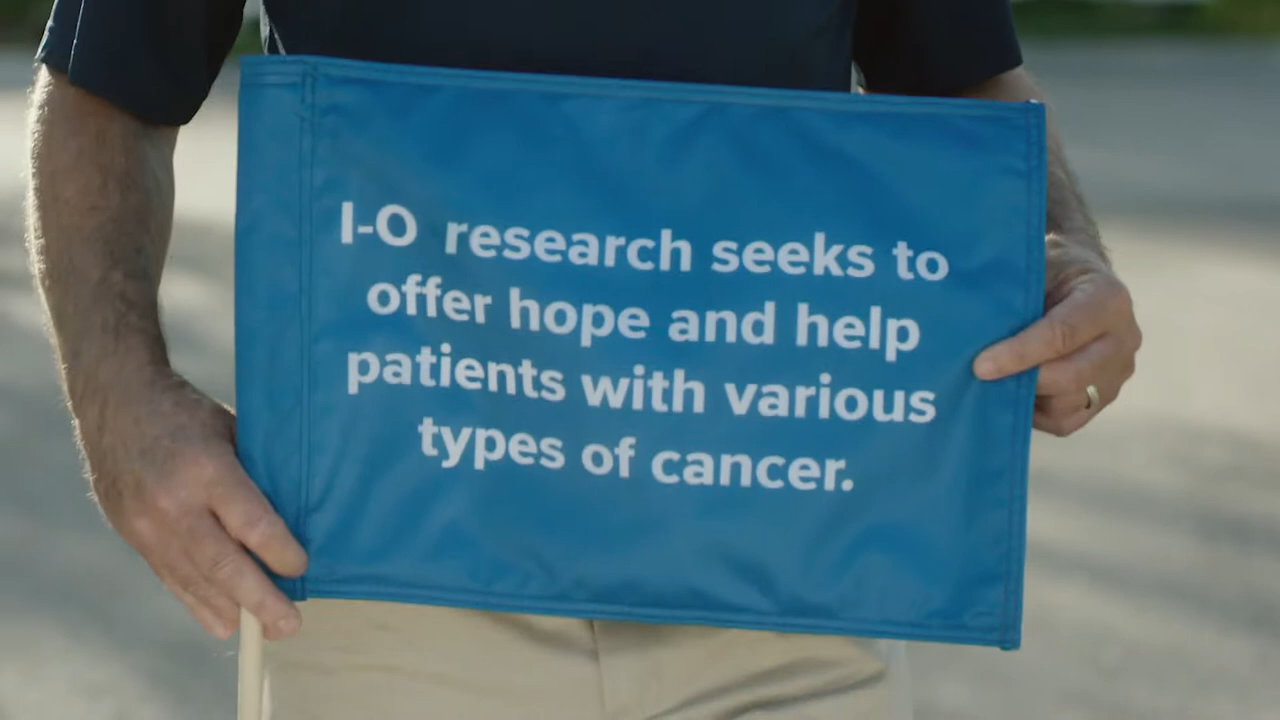 I-O research seeks to
offer hope and help
patients with various
types of cancer.